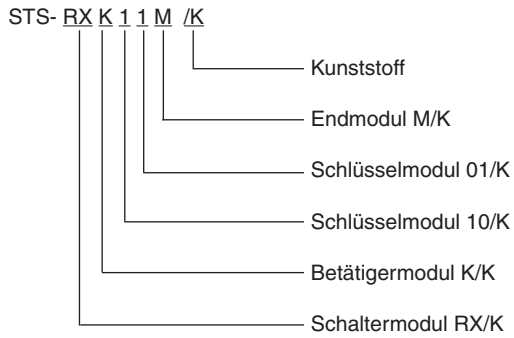 STS- RX K 1 1 M /K
Kunststoff
Endmodul M/K
Schlüsselmodul 01/K
Schlüsselmodul 10/K
Betätigermodul K/K
Schaltermodul RX/K